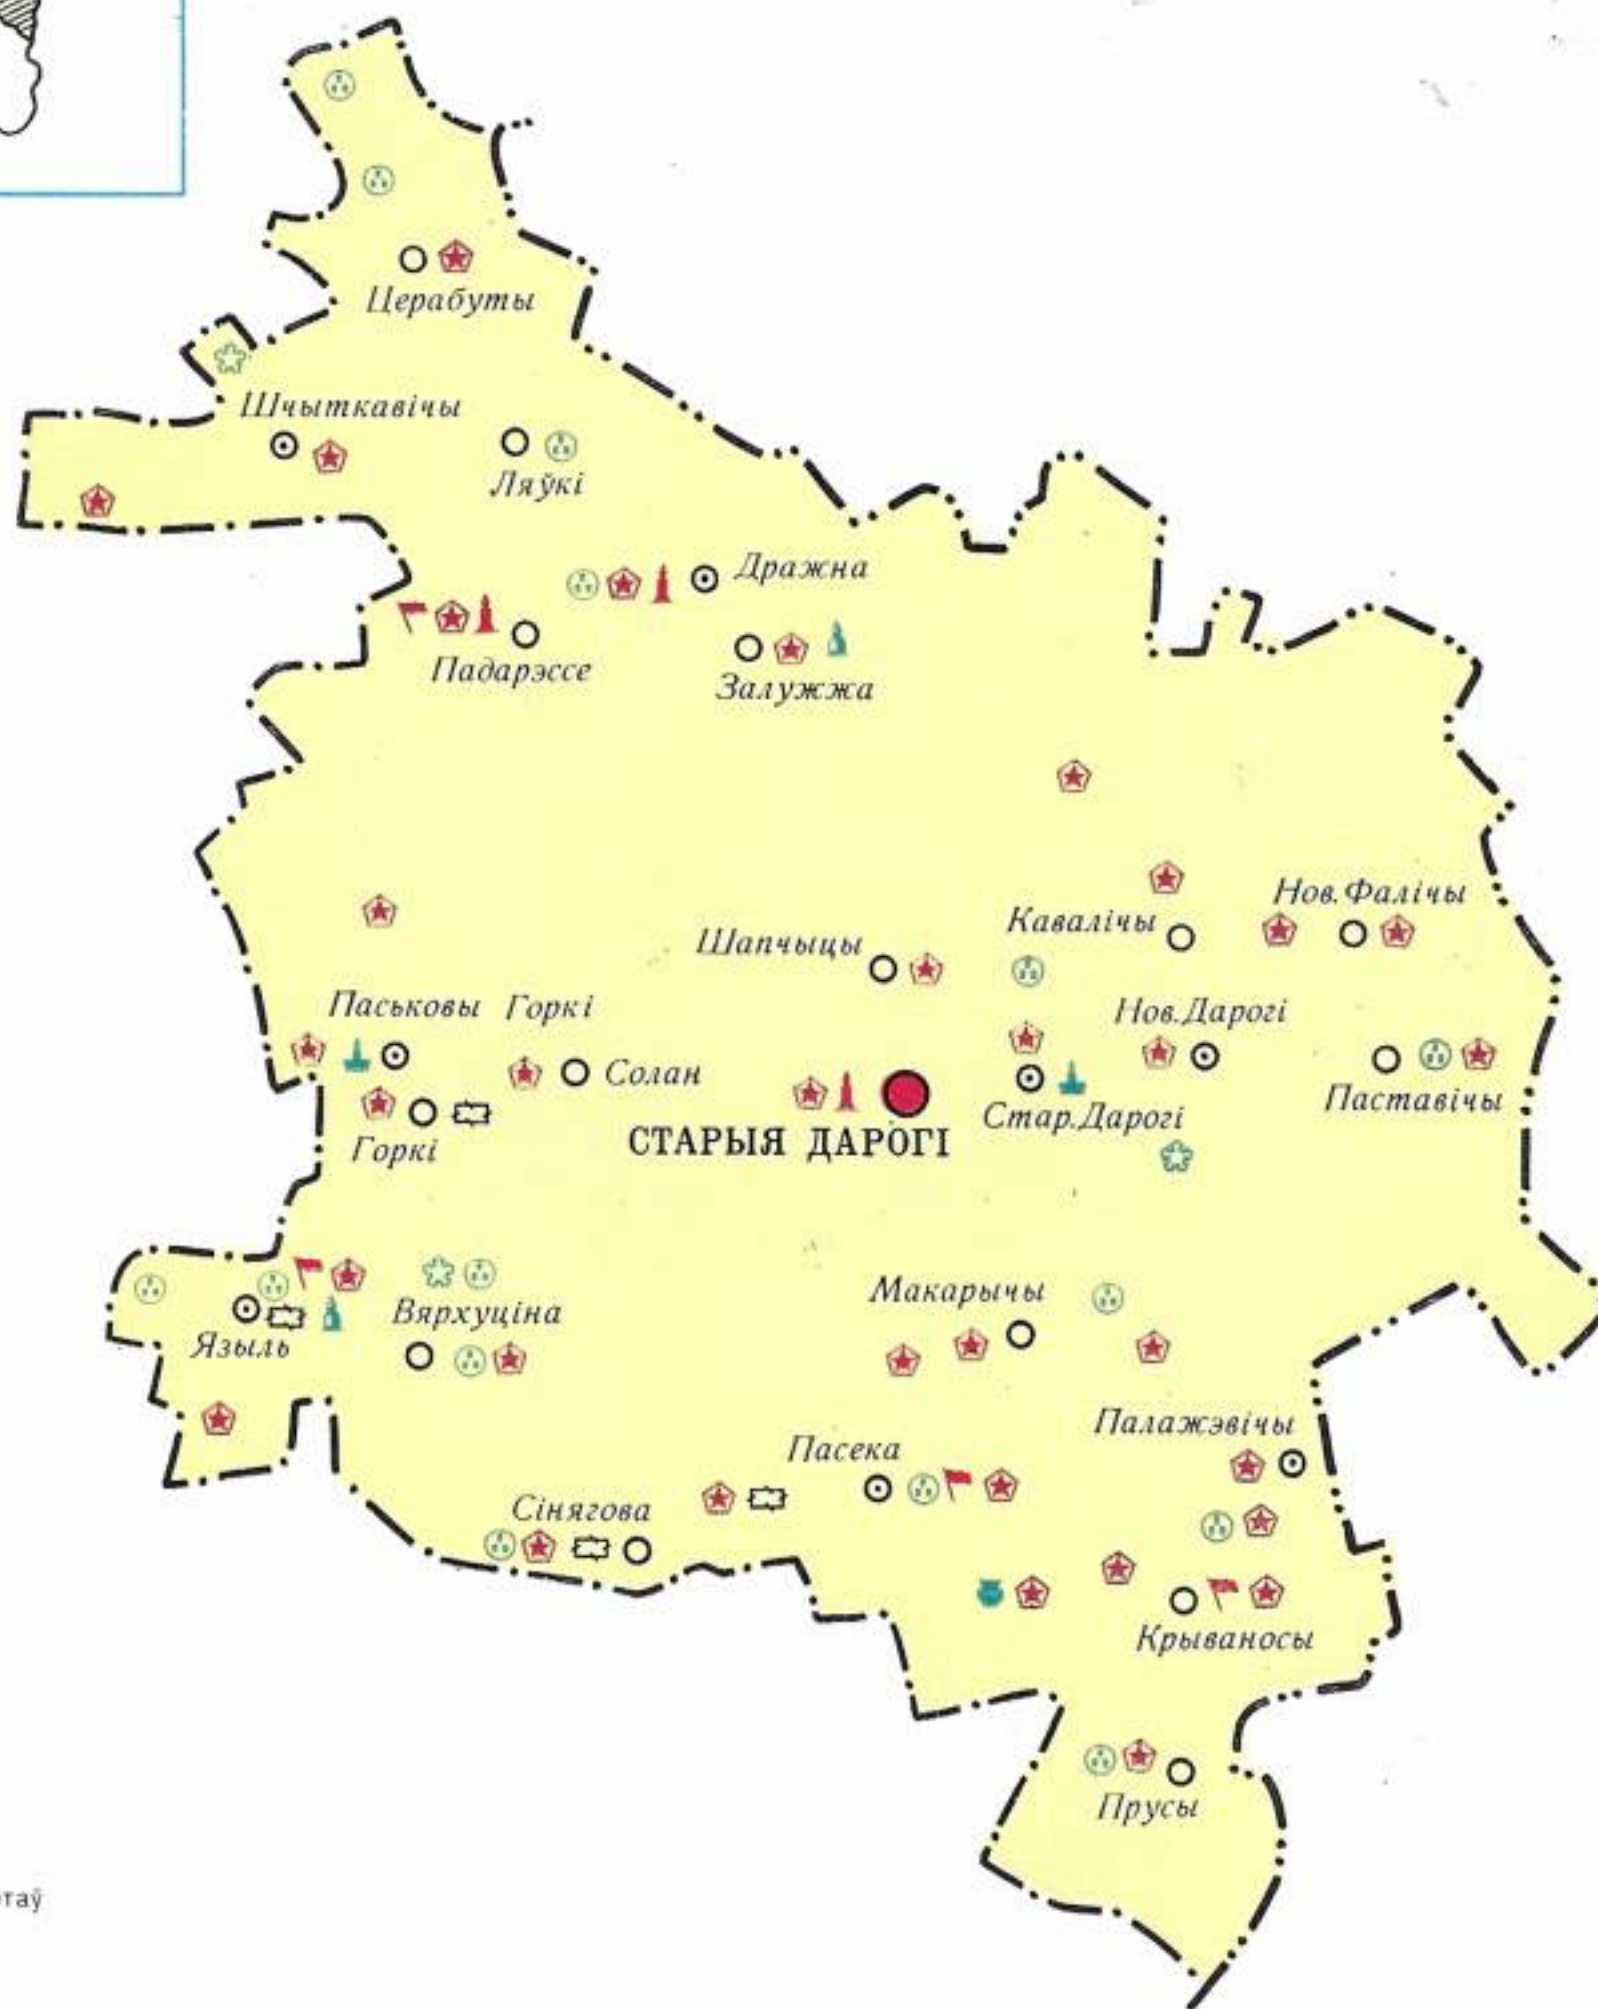 Церабуты
Шчыткавічы
Ляўкі
Дражна
Падарэссе
Залужжа
Нов.Фалічы
Кавалічы
Шапчыцы
Паськовы
Горкі
Нов.Дарогі
Солан
Стар.Дарогі
Паставічы
СТАРЫЯ ДАРОГІ
Горкі
Макарычы
Вярхуціна
Языль
Палажэвічы
Пасека
Сінягова
Крываносы
Прусы